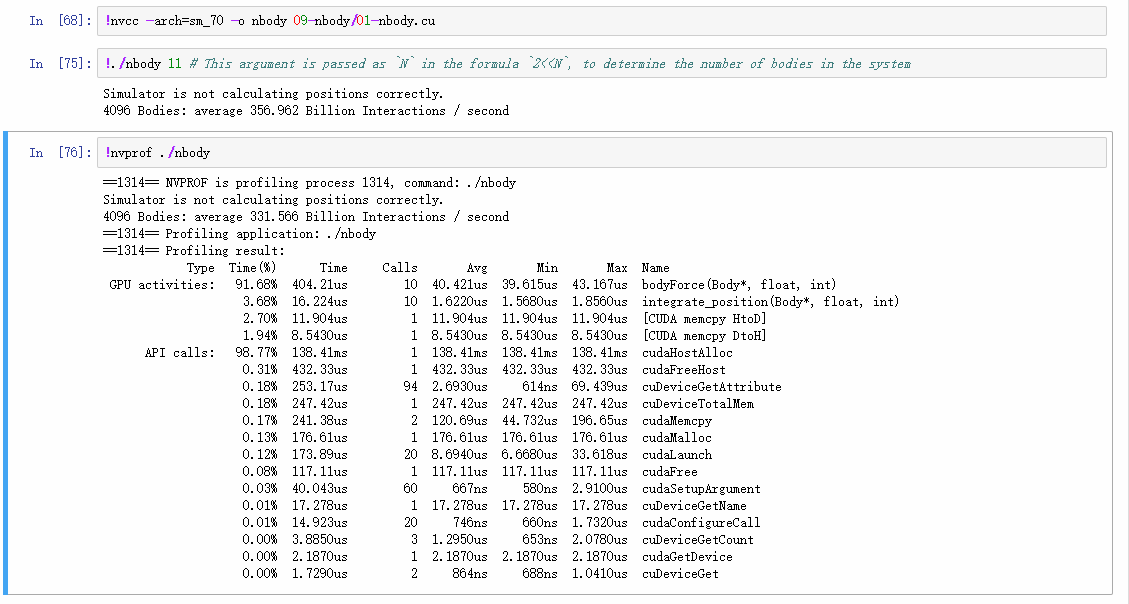 In [68]: !nvcc -arch=sm_70 -o nbody 09-nbody/01-nbody.cu
In [75]: !./nbody 11 # This argument is passed as `N` in the formula `2<<N`, to determine the number of bodies in the system
Simulator is not calculating positions correctly.
4096 Bodies: average 356.962 Billion Interactions / second
In [76]: !nvprof ./nbody
==1314== NVPROF is profiling process 1314, command: ./nbody
Simulator is not calculating positions correctly.
4096 Bodies: average 331.566 Billion Interactions / second
==1314== Profiling application: ./nbody
==1314== Profiling result:
Type Time(%) Time Calls Avg Min Max Name
GPU activities: 91.68% 404.21us 10 40.421us 39.615us 43.167us bodyForce(Body*, float, int)
3.68% 16.224us 10 1.6220us 1.5680us 1.8560us integrate_position(Body*, float, int)
2.70% 11.904us 1 11.904us 11.904us 11.904us [CUDA memcpy HtoD]
1.94% 8.5430us 1 8.5430us 8.5430us 8.5430us [CUDA memcpy DtoH]
API calls: 98.77% 138.41ms 1 138.41ms 138.41ms 138.41ms cudaHostAlloc
0.31% 432.33us 1 432.33us 432.33us 432.33us cudaFreeHost
0.18% 253.17us 94 2.6930us 614ns 69.439us cuDeviceGetAttribute
0.18% 247.42us 1 247.42us 247.42us 247.42us cuDeviceTotalMem
0.17% 241.38us 2 120.69us 44.732us 196.65us cudaMemcpy
0.13% 176.61us 1 176.61us 176.61us 176.61us cudaMalloc
0.12% 173.89us 20 8.6940us 6.6680us 33.618us cudaLaunch
0.08% 117.11us 1 117.11us 117.11us 117.11us cudaFree
0.03% 40.043us 60 667ns 580ns 2.9100us cudaSetupArgument
0.01% 17.278us 1 17.278us 17.278us 17.278us cuDeviceGetName
0.01% 14.923us 20 746ns 660ns 1.7320us cudaConfigureCall
0.00% 3.8850us 3 1.2950us 653ns 2.0780us cuDeviceGetCount
0.00% 2.1870us 1 2.1870us 2.1870us 2.1870us cudaGetDevice
0.00% 1.7290us 2 864ns 688ns 1.0410us cuDeviceGet